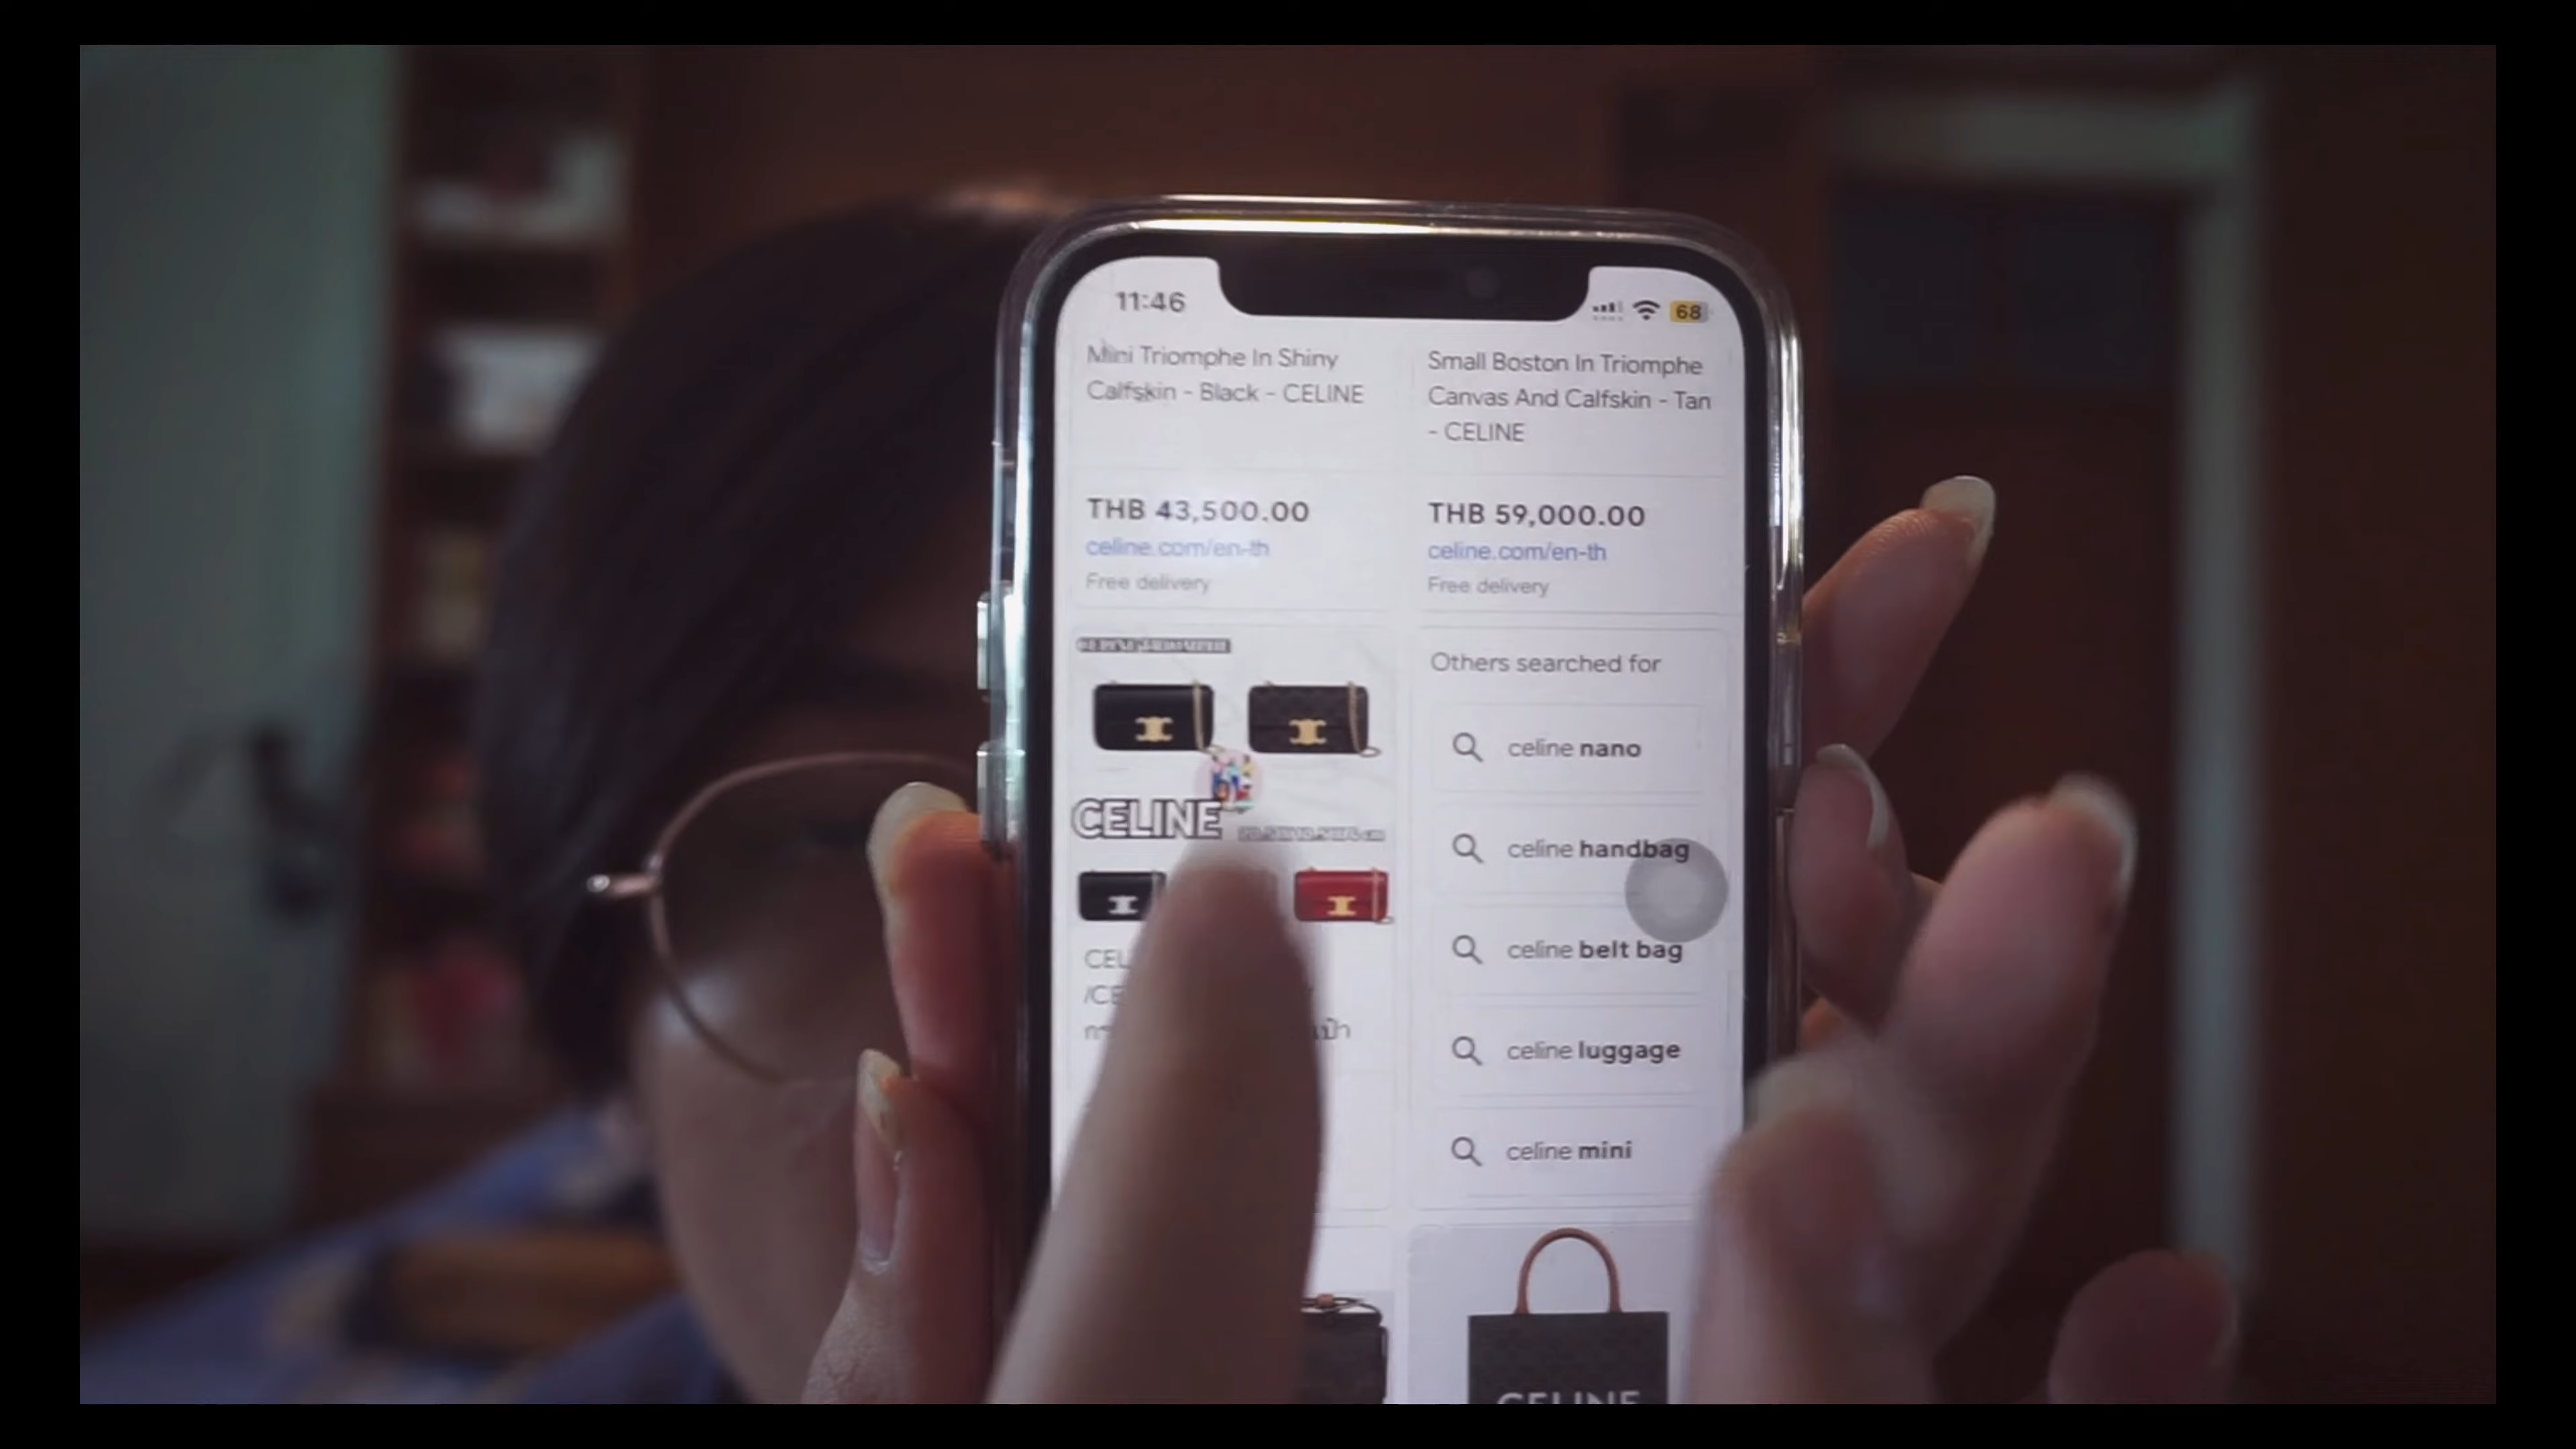 11:46
68
Mini Triomphe In Shiny
Calfskin - Black - CELINE
THB 43,500.00
celine.com/en-th
Free delivery
Small Boston In Triomphe
Canvas And Calfskin - Tan
- CELINE
THB 59,000.00
celine.com/en-th
Free delivery
CELINE
Others searched for
celine nano
celine handbag
celine belt bag
celine luggage
celine mini
CELINE